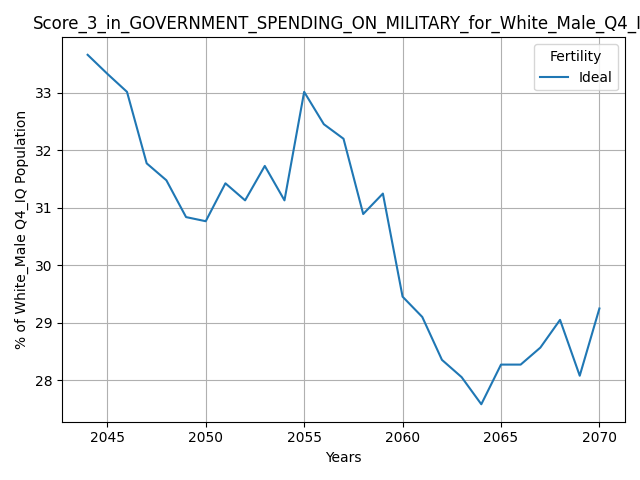 Score_3_in_GOVERNMENT_SPENDING_ON_MILITARY_for_White_Male_Q4_I
Fertility
Ideal
33
32
31
30
29
28
% of White_Male Q4_IQ Population
2045 2050 2055 2060 2065 2070
Years